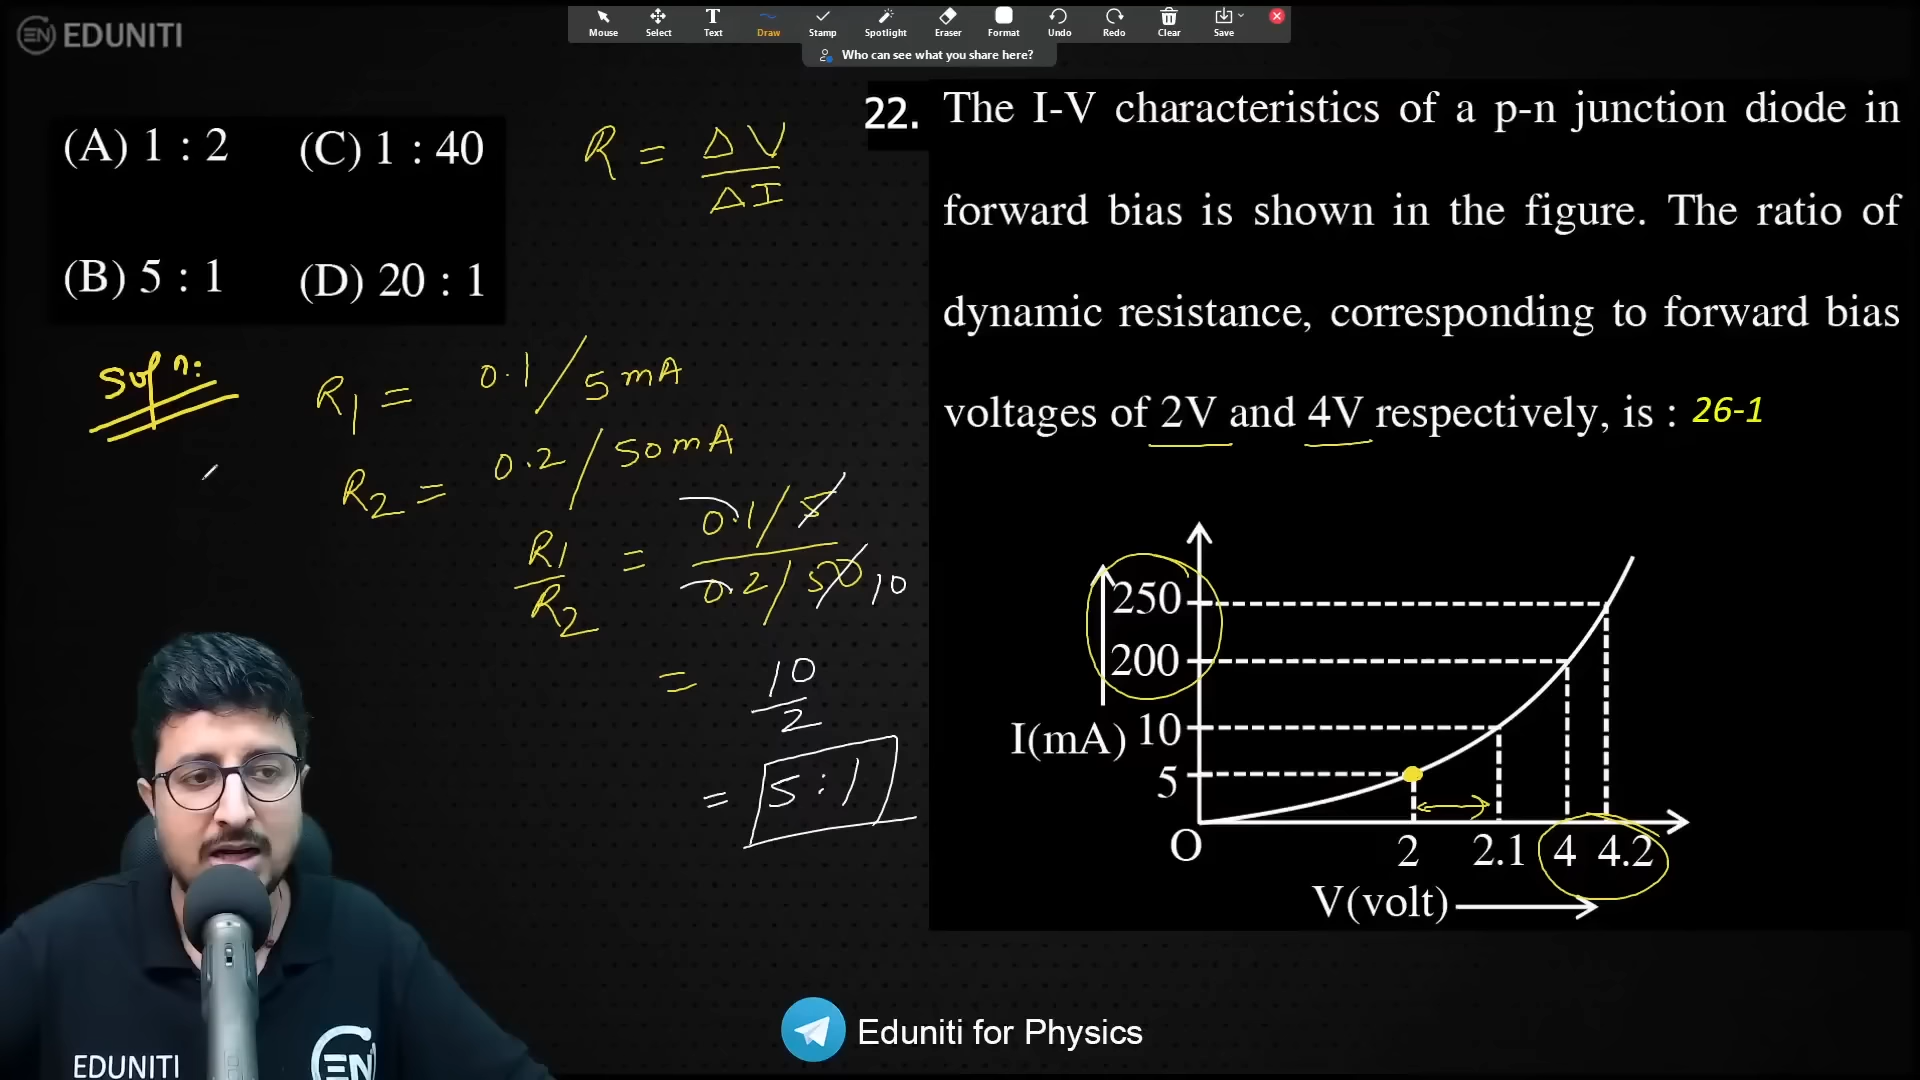 EDUNITI
Mouse Select Text Draw Stamp Spotlight Eraser Format Undo Redo Clear Save
Who can see what you share here?
(A) 1 : 2 (C) 1 : 40
(B) 5 : 1 (D) 20 : 1
R = ΔV / ΔI
Solⁿ:
R1 = 0.1 / 5 mA
R2 = 0.2 / 50 mA
R1 / R2 = 0.1/5 / 0.2/50 10
= 10 / 2
= 5 : 1
22. The I-V characteristics of a p-n junction diode in
forward bias is shown in the figure. The ratio of
dynamic resistance, corresponding to forward bias
voltages of 2V and 4V respectively, is : 26-1
250
200
I(mA) 10
5
O 2 2.1 4 4.2
V(volt)
EDUNITI
EN
Eduniti for Physics